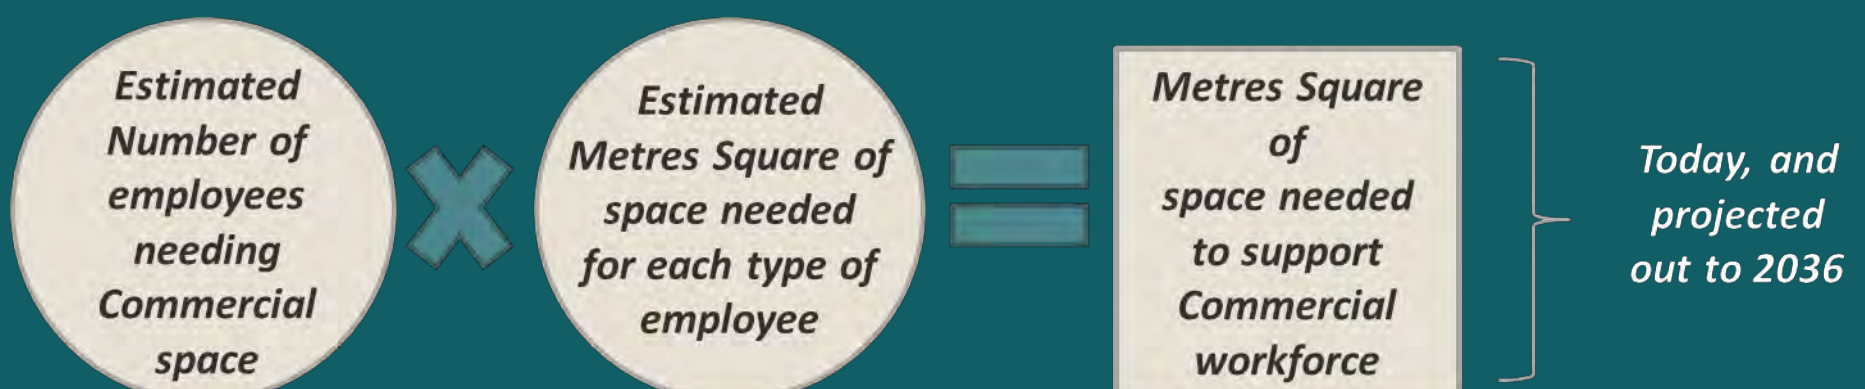 Estimated
Number of
employees
needing
Commercial
space
Estimated
Metres Square of
space needed
for each type of
employee
Metres Square
of
space needed
to support
Commercial
workforce
Today, and
projected
out to 2036